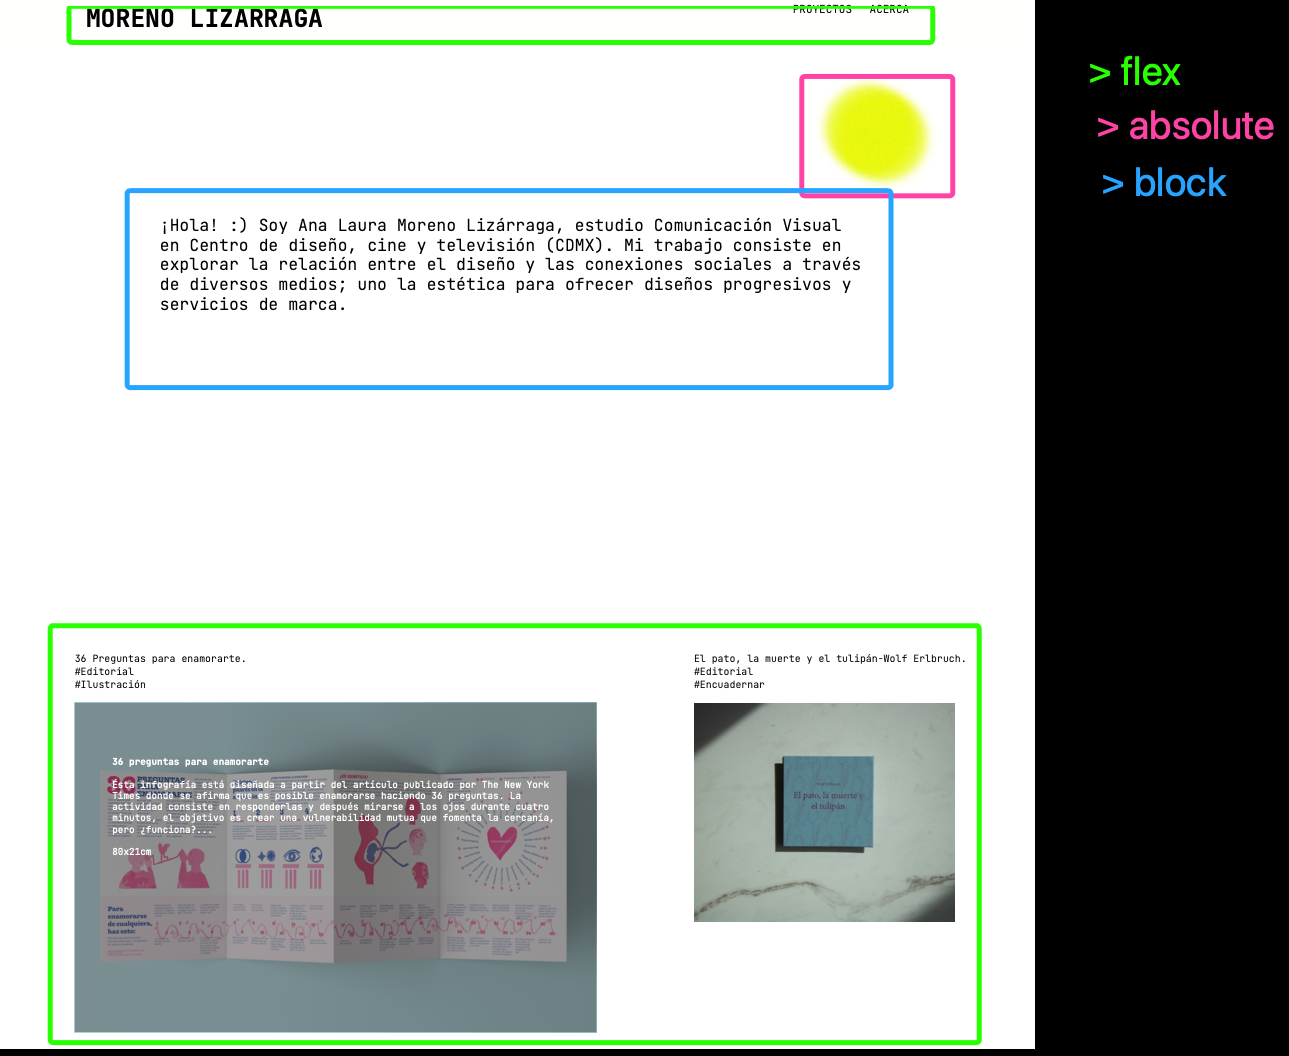 MORENO LIZARRAGA
PROYECTOS ACERCA
> flex
> absolute
> block
¡Hola! :) Soy Ana Laura Moreno Lizárraga, estudio Comunicación Visual
en Centro de diseño, cine y televisión (CDMX). Mi trabajo consiste en
explorar la relación entre el diseño y las conexiones sociales a través
de diversos medios; uno la estética para ofrecer diseños progresivos y
servicios de marca.
36 Preguntas para enamorarte.
#Editorial
#Ilustración
36 preguntas para enamorarte
Esta infografía está diseñada a partir del artículo publicado por The New York
Times donde se afirma que es posible enamorarse haciendo 36 preguntas. La
actividad consiste en responderlas y después mirarse a los ojos durante cuatro
minutos, el objetivo es crear una vulnerabilidad mutua que fomenta la cercanía,
pero ¿funciona?...
80x21cm
36 PREGUNTAS
Para
enamorarse
de cualquiera,
haz esto:
El pato, la muerte y el tulipán-Wolf Erlbruch.
#Editorial
#Encuadernar
El pato, la muerte y
el tulipán